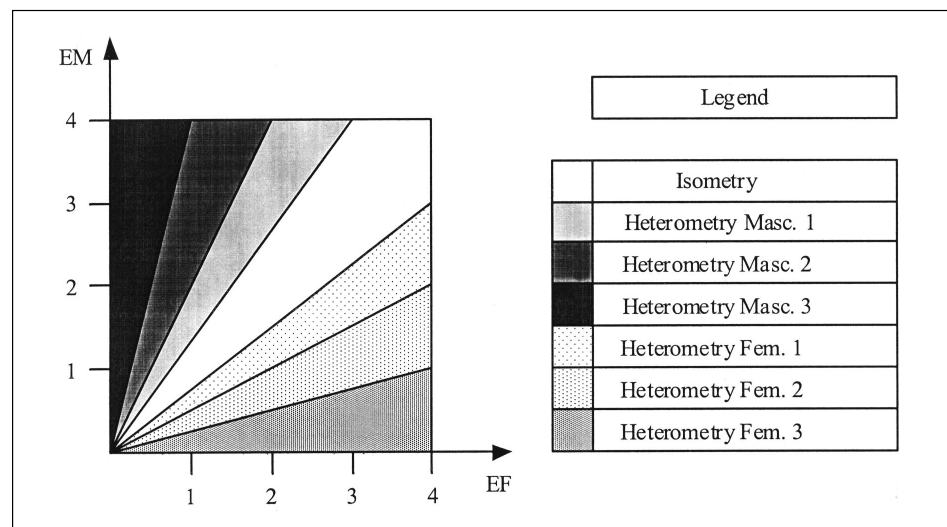 EM
4
3
2
1
1
2
3
4
EF
Legend
Isometry
Heterometry Masc. 1
Heterometry Masc. 2
Heterometry Masc. 3
Heterometry Fem. 1
Heterometry Fem. 2
Heterometry Fem. 3